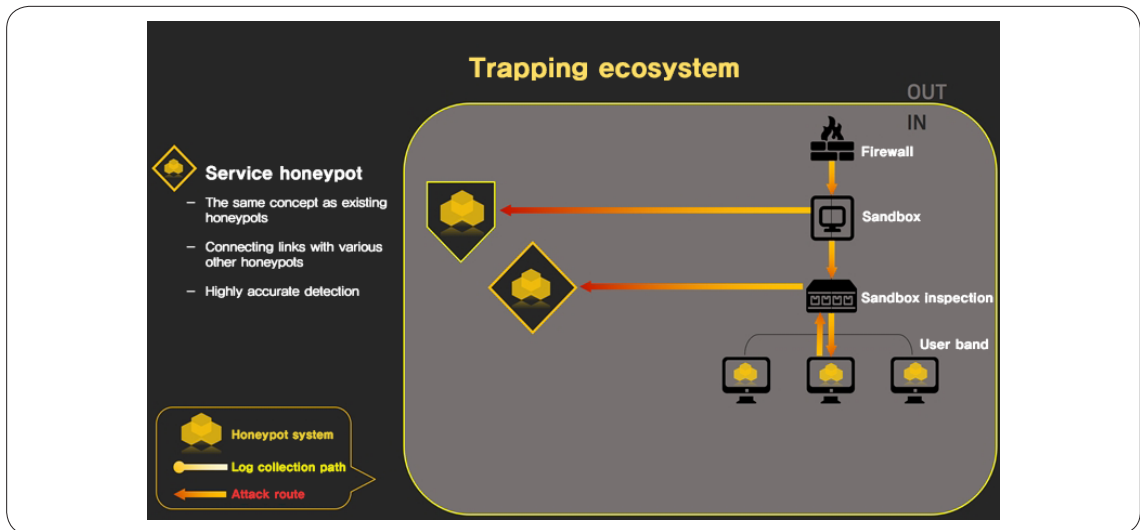 Trapping ecosystem
OUT
IN
Firewall
Service honeypot
– The same concept as existing
honeypots
– Connecting links with various
other honeypots
– Highly accurate detection
Sandbox
Sandbox inspection
User band
Honeypot system
Log collection path
Attack route